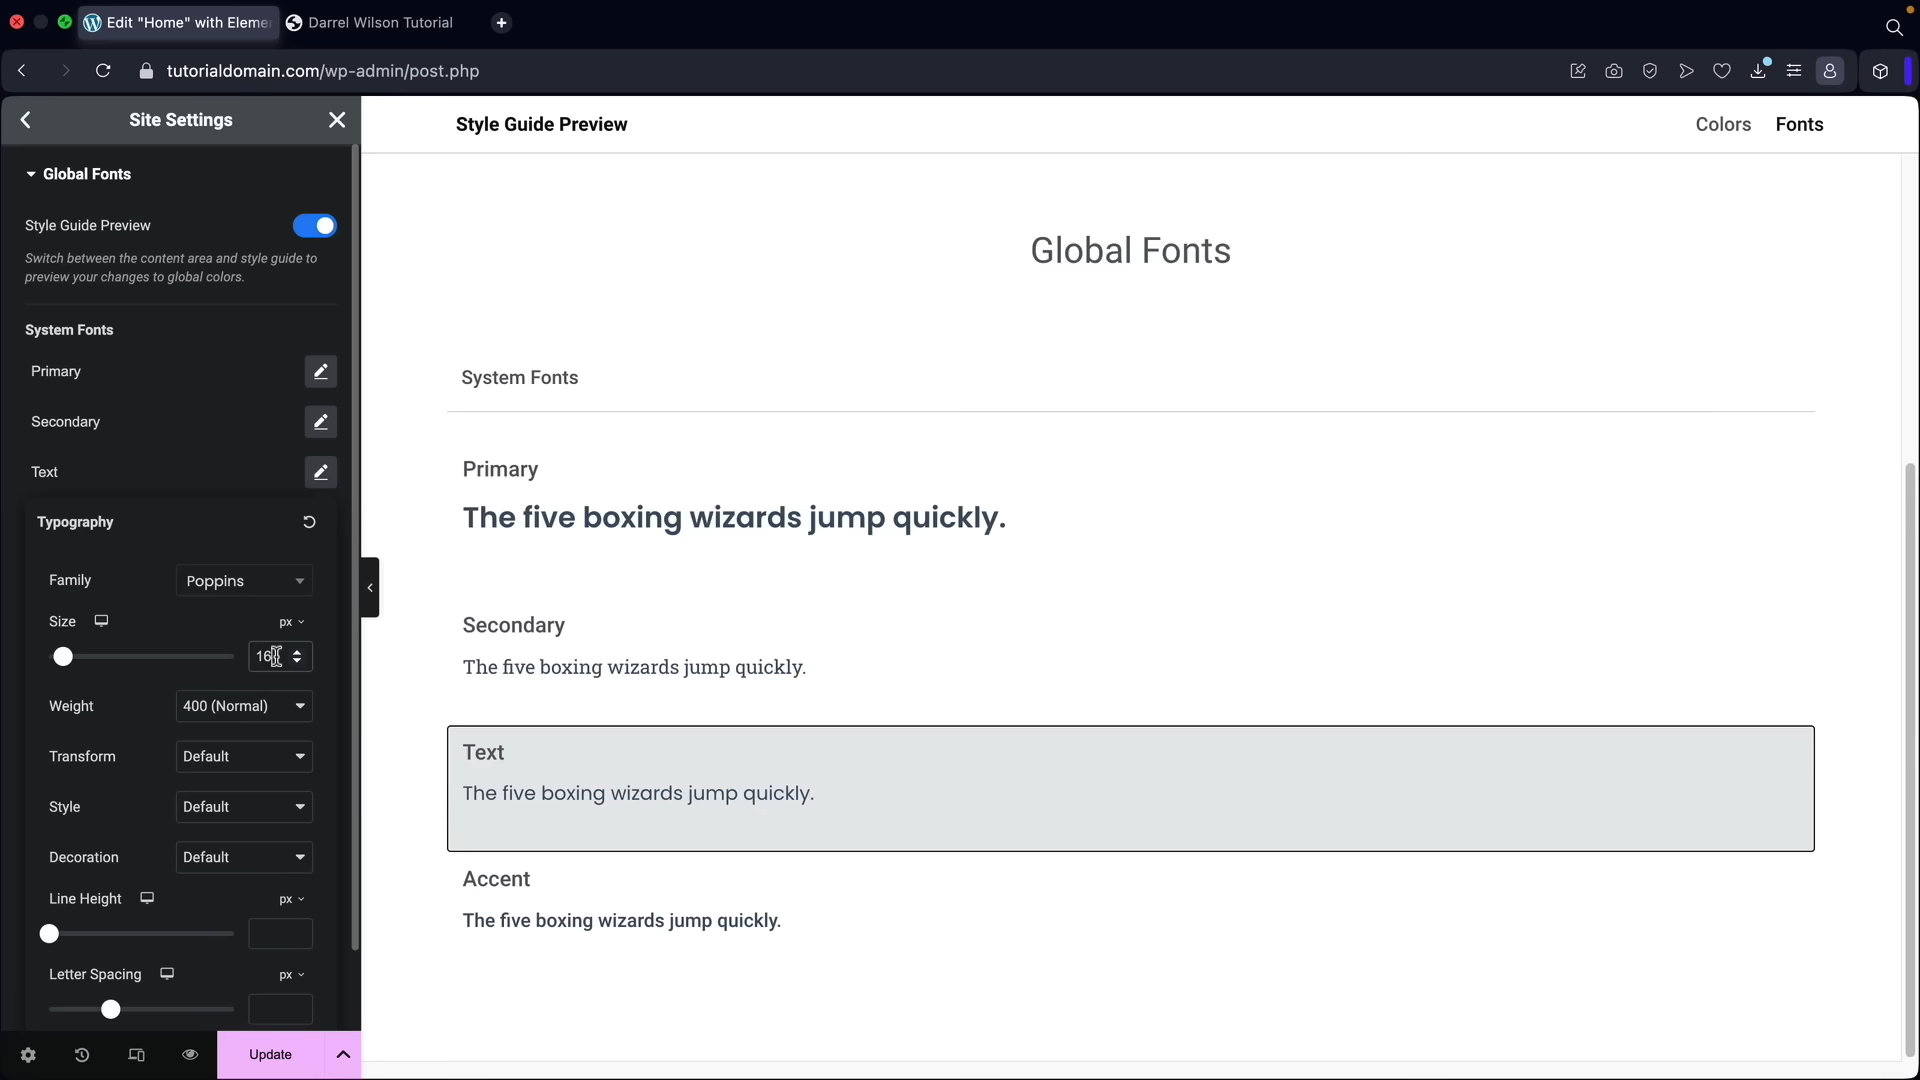 Edit "Home" with Eleme
Darrel Wilson Tutorial
tutorialdomain.com/wp-admin/post.php
Site Settings
Style Guide Preview
Colors
Fonts
Global Fonts
Style Guide Preview
Switch between the content area and style guide to
preview your changes to global colors.
System Fonts
Primary
Secondary
Text
Typography
Family
Poppins
Size
px
16
Weight
400 (Normal)
Transform
Default
Style
Default
Decoration
Default
Line Height
px
Letter Spacing
px
Update
Global Fonts
System Fonts
Primary
The five boxing wizards jump quickly.
Secondary
The five boxing wizards jump quickly.
Text
The five boxing wizards jump quickly.
Accent
The five boxing wizards jump quickly.